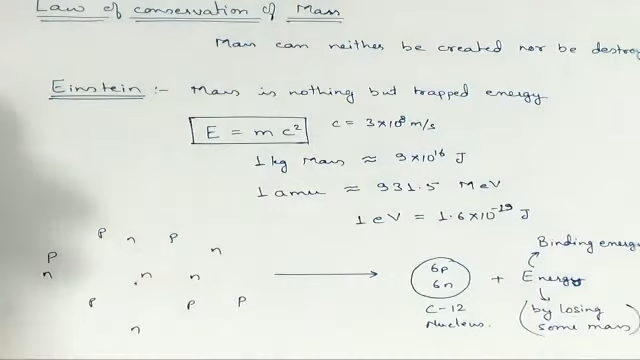 Law of conservation of Mass
Mass can neither be created nor be destroy
Einstein :- Mass is nothing but trapped energy
E = mc² c = 3×10⁸ m/s
1 kg Mass ≈ 9×10¹⁶ J
1 amu ≈ 931.5 MeV
1 eV = 1.6×10⁻¹⁹ J
Binding energy
p n p n
p
n n n
p p p
n
6p
6n
+ Energy
C-12
Nucleus.
(by losing
some mass)